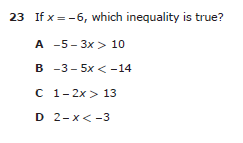 23 If x = –6, which inequality is true?
A –5 – 3x > 10
B –3 – 5x < –14
C 1 – 2x > 13
D 2 – x < –3